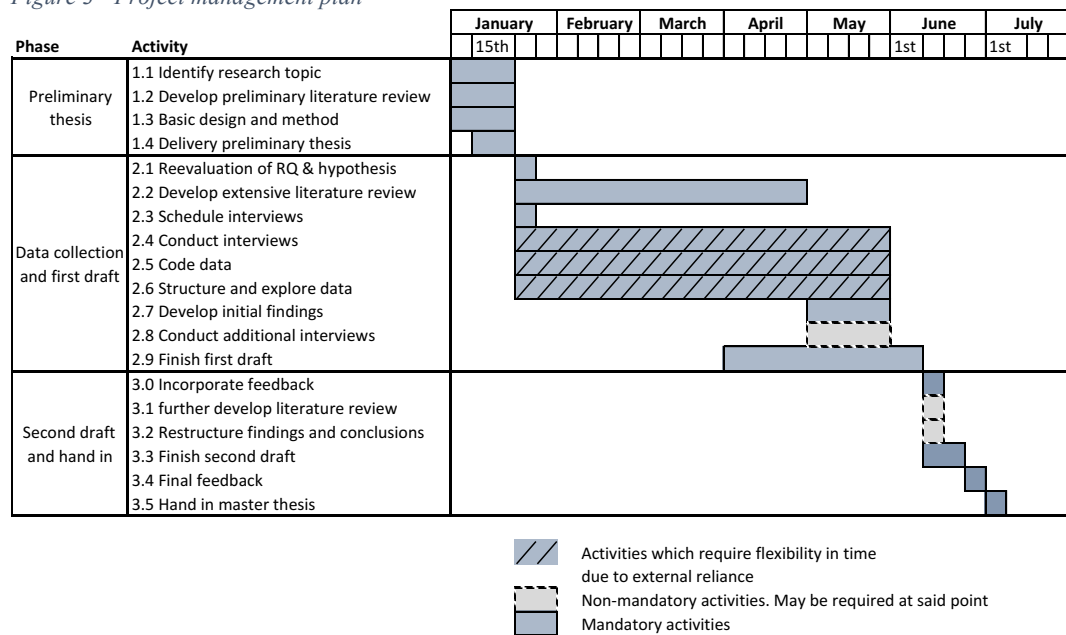 Figure 3 - Project management plan
January February March April May June July
Phase Activity 15th 1st 1st
1.1 Identify research topic
Preliminary 1.2 Develop preliminary literature review
thesis 1.3 Basic design and method
1.4 Delivery preliminary thesis
2.1 Reevaluation of RQ & hypothesis
2.2 Develop extensive literature review
2.3 Schedule interviews
Data collection 2.4 Conduct interviews
and first draft 2.5 Code data
2.6 Structure and explore data
2.7 Develop initial findings
2.8 Conduct additional interviews
2.9 Finish first draft
3.0 Incorporate feedback
3.1 further develop literature review
Second draft 3.2 Restructure findings and conclusions
and hand in 3.3 Finish second draft
3.4 Final feedback
3.5 Hand in master thesis
Activities which require flexibility in time
due to external reliance
Non-mandatory activities. May be required at said point
Mandatory activities